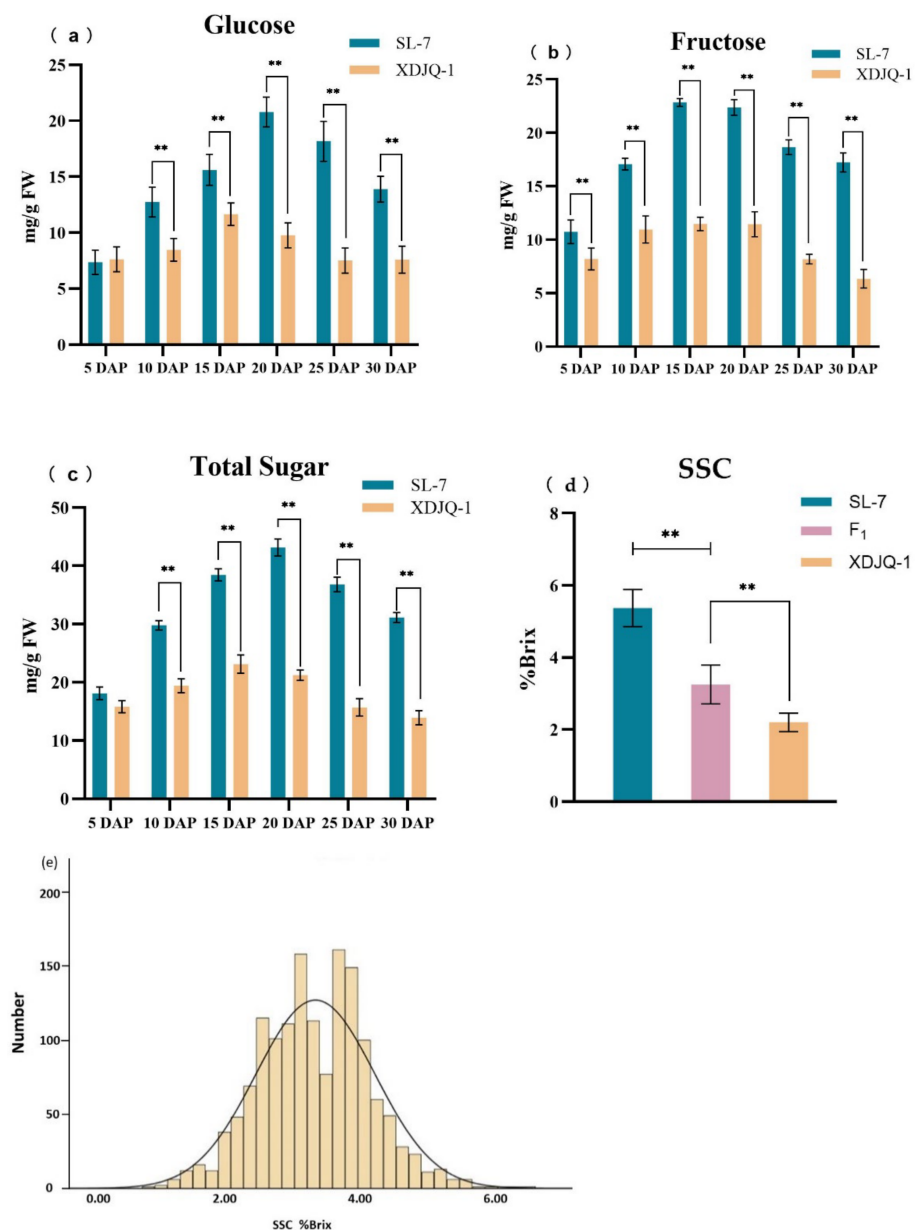 ( a ) Glucose
SL-7
XDJQ-1
mg/g FW
25
20
15
10
5
0
** ** ** ** **
5 DAP 10 DAP 15 DAP 20 DAP 25 DAP 30 DAP
( b ) Fructose
SL-7
XDJQ-1
mg/g FW
25
20
15
10
5
0
** ** ** ** ** **
5 DAP 10 DAP 15 DAP 20 DAP 25 DAP 30 DAP
( c ) Total Sugar
SL-7
XDJQ-1
mg/g FW
50
40
30
20
10
0
** ** ** ** **
5 DAP 10 DAP 15 DAP 20 DAP 25 DAP 30 DAP
( d ) SSC
SL-7
F1
XDJQ-1
%Brix
8
6
4
2
0
** **
(e)
Number
200
150
100
50
0
0.00 2.00 4.00 6.00
SSC %Brix